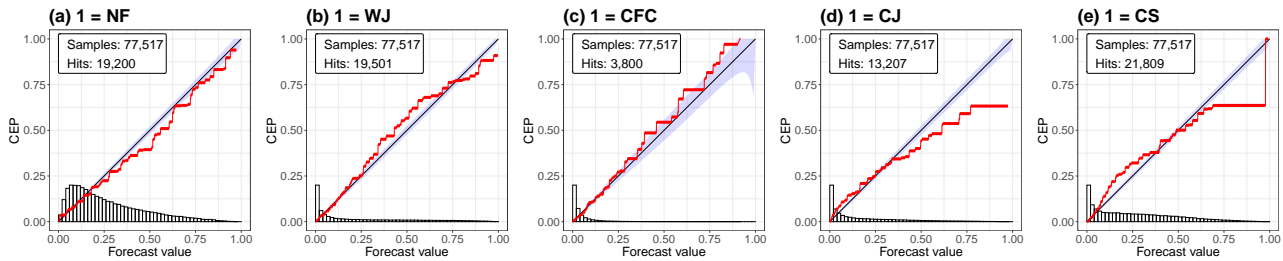 (a) 1 = NF
(b) 1 = WJ
(c) 1 = CFC
(d) 1 = CJ
(e) 1 = CS
Samples: 77,517
Hits: 19,200
Samples: 77,517
Hits: 19,501
Samples: 77,517
Hits: 3,800
Samples: 77,517
Hits: 13,207
Samples: 77,517
Hits: 21,809
CEP
1.00
0.75
0.50
0.25
0.00
0.00 0.25 0.50 0.75 1.00
Forecast value
CEP
1.00
0.75
0.50
0.25
0.00
0.00 0.25 0.50 0.75 1.00
Forecast value
CEP
1.00
0.75
0.50
0.25
0.00
0.00 0.25 0.50 0.75 1.00
Forecast value
CEP
1.00
0.75
0.50
0.25
0.00
0.00 0.25 0.50 0.75 1.00
Forecast value
CEP
1.00
0.75
0.50
0.25
0.00
0.00 0.25 0.50 0.75 1.00
Forecast value